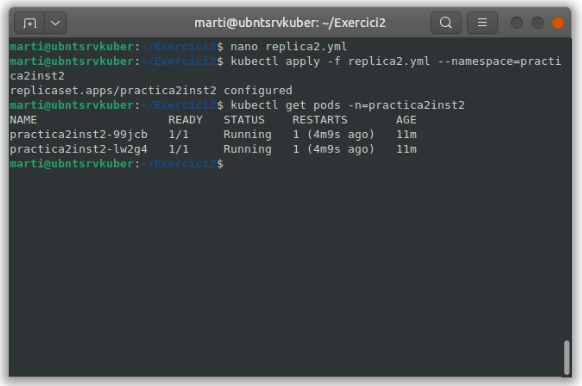 marti@ubntsrvkuber: ~/Exercici2
marti@ubntsrvkuber:~/Exercici2$ nano replica2.yml
marti@ubntsrvkuber:~/Exercici2$ kubectl apply -f replica2.yml --namespace=practi
ca2inst2
replicaset.apps/practica2inst2 configured
marti@ubntsrvkuber:~/Exercici2$ kubectl get pods -n=practica2inst2
NAME READY STATUS RESTARTS AGE
practica2inst2-99jcb 1/1 Running 1 (4m9s ago) 11m
practica2inst2-lw2g4 1/1 Running 1 (4m9s ago) 11m
marti@ubntsrvkuber:~/Exercici2$